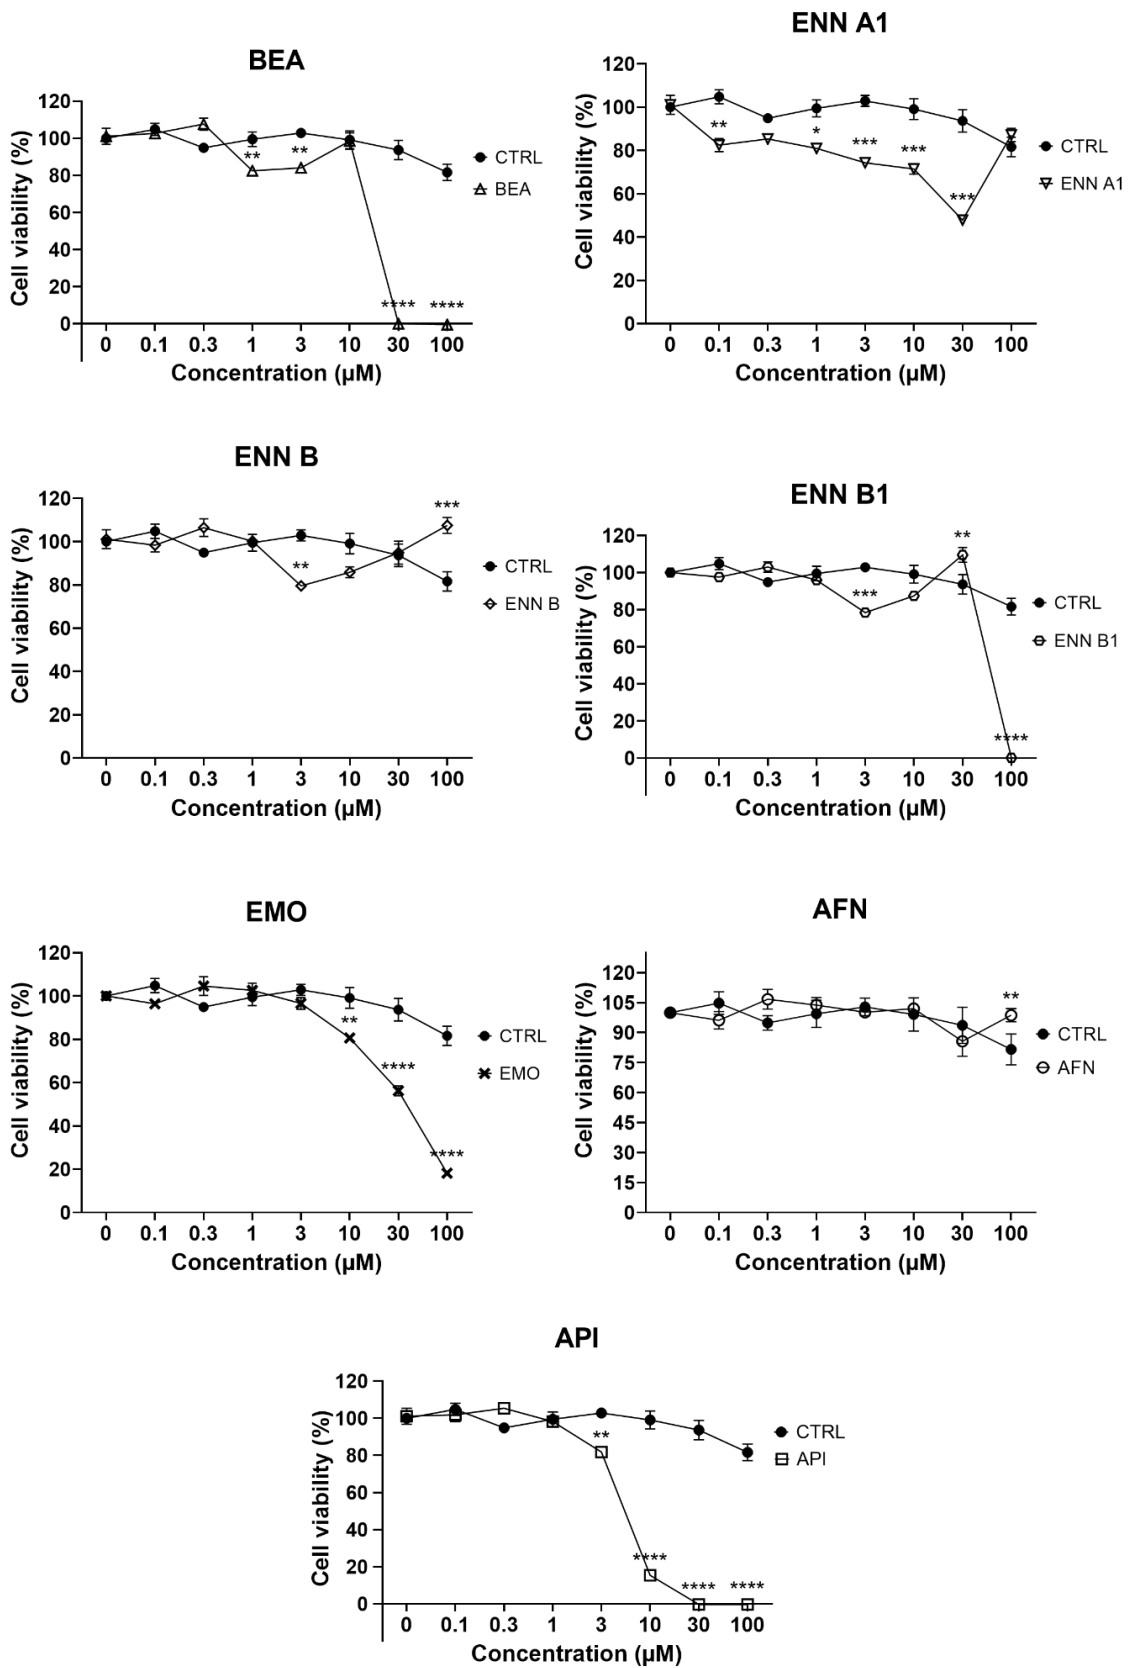 BEA
Cell viability (%)
120
100
80
60
40
20
0
** ** **** ****
0 0.1 0.3 1 3 10 30 100
Concentration (µM)
CTRL
BEA
ENN A1
Cell viability (%)
120
100
80
60
40
20
0
** * *** *** ***
0 0.1 0.3 1 3 10 30 100
Concentration (µM)
CTRL
ENN A1
ENN B
Cell viability (%)
120
100
80
60
40
20
0
** ***
0 0.1 0.3 1 3 10 30 100
Concentration (µM)
CTRL
ENN B
ENN B1
Cell viability (%)
120
100
80
60
40
20
0
*** ** ****
0 0.1 0.3 1 3 10 30 100
Concentration (µM)
CTRL
ENN B1
EMO
Cell viability (%)
120
100
80
60
40
20
0
** **** ****
0 0.1 0.3 1 3 10 30 100
Concentration (µM)
CTRL
EMO
AFN
Cell viability (%)
120
105
90
75
60
45
30
15
0
**
0 0.1 0.3 1 3 10 30 100
Concentration (µM)
CTRL
AFN
API
Cell viability (%)
120
100
80
60
40
20
0
** **** **** ****
0 0.1 0.3 1 3 10 30 100
Concentration (µM)
CTRL
API